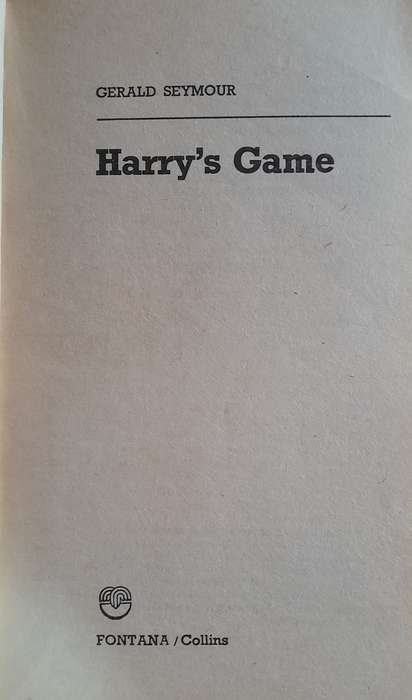 GERALD SEYMOUR
Harry's Game
FONTANA / Collins